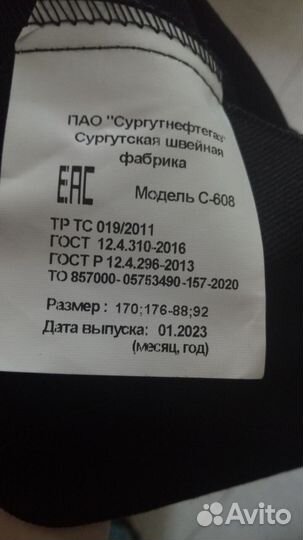 ПАО "Сургутнефтегаз"
Сургутская швейная
фабрика
EAC
Модель С-608
ТР ТС 019/2011
ГОСТ 12.4.310-2016
ГОСТ Р 12.4.296-2013
ТО 857000- 05753490 -157-2020
Размер : 170;176-88;92
Дата выпуска: 01.2023
(месяц, год)
Avito